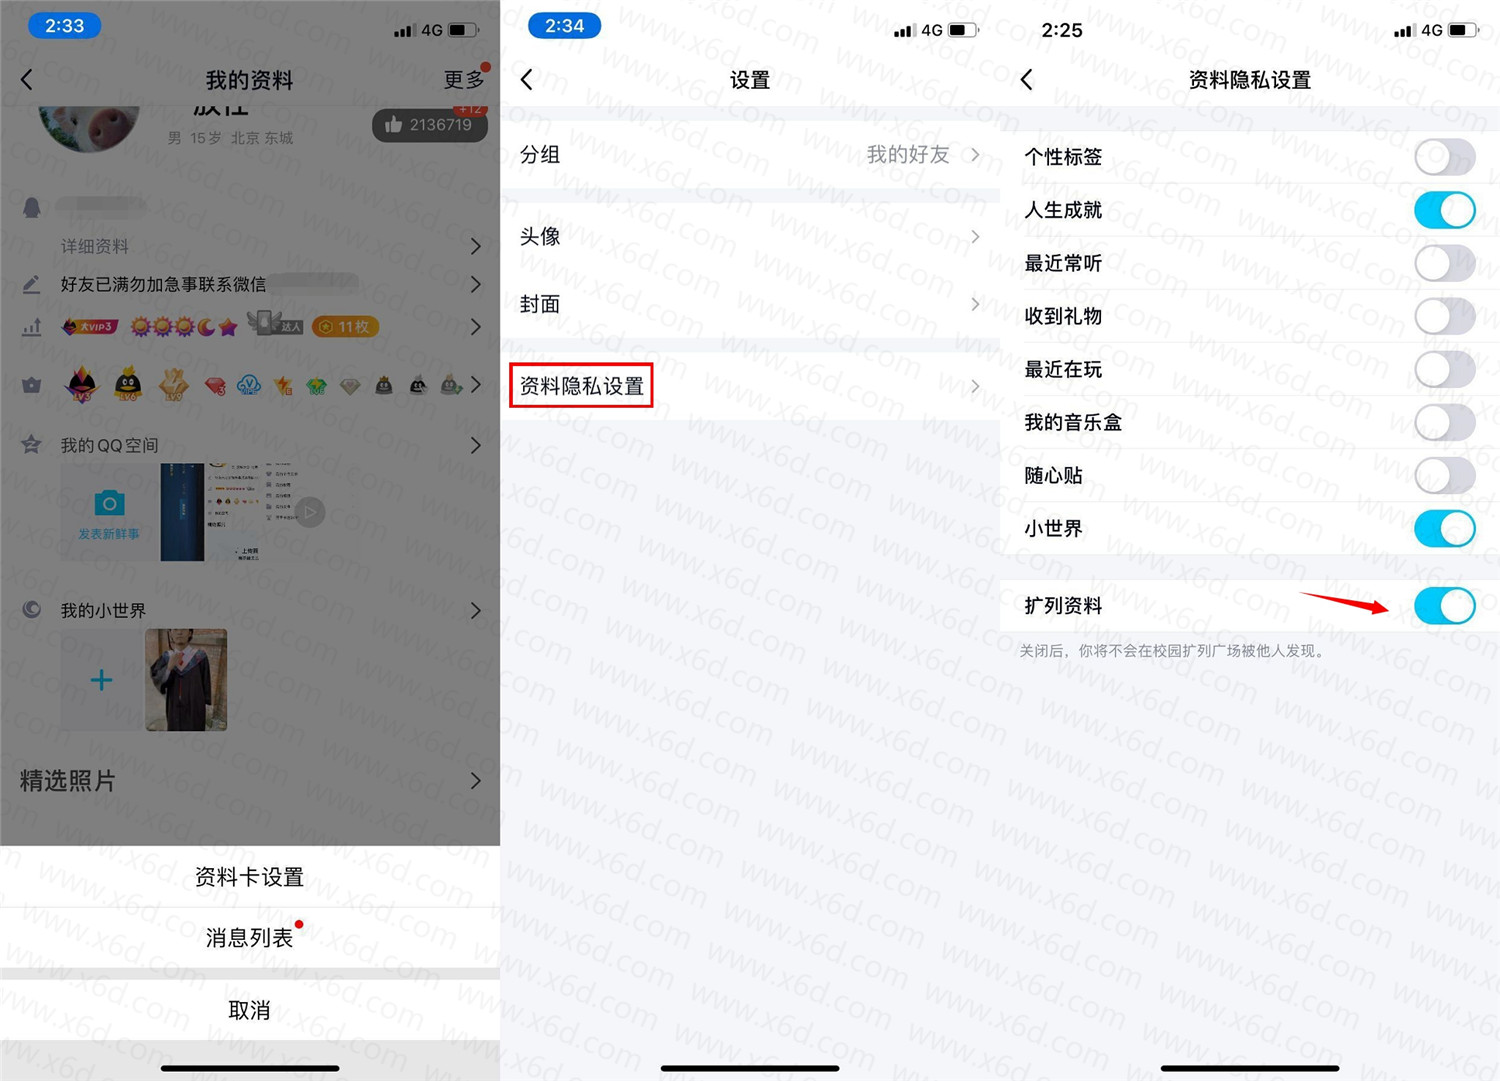 2:33
4G
我的资料
更多
男 15岁 北京 东城
+12
2136719
详细资料
好友已满勿加急事联系微信
大VIP3
达人
11枚
LV3
LV6
LV9
我的QQ空间
发表新鲜事
我的小世界
精选照片
资料卡设置
消息列表
取消
2:34
4G
设置
分组
我的好友
头像
封面
资料隐私设置
2:25
4G
资料隐私设置
个性标签
人生成就
最近常听
收到礼物
最近在玩
我的音乐盒
随心贴
小世界
扩列资料
关闭后，你将不会在校园扩列广场被他人发现。
www.x6d.com